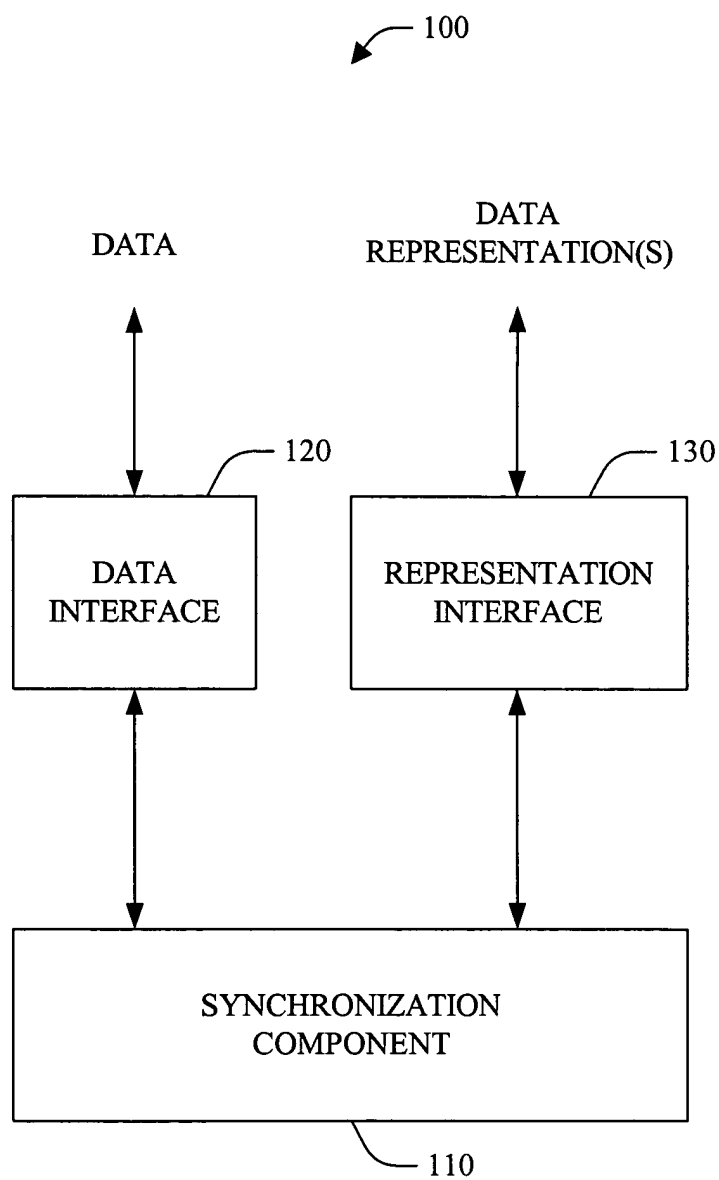 100
DATA
DATA
REPRESENTATION(S)
120
130
DATA
INTERFACE
REPRESENTATION
INTERFACE
SYNCHRONIZATION
COMPONENT
110